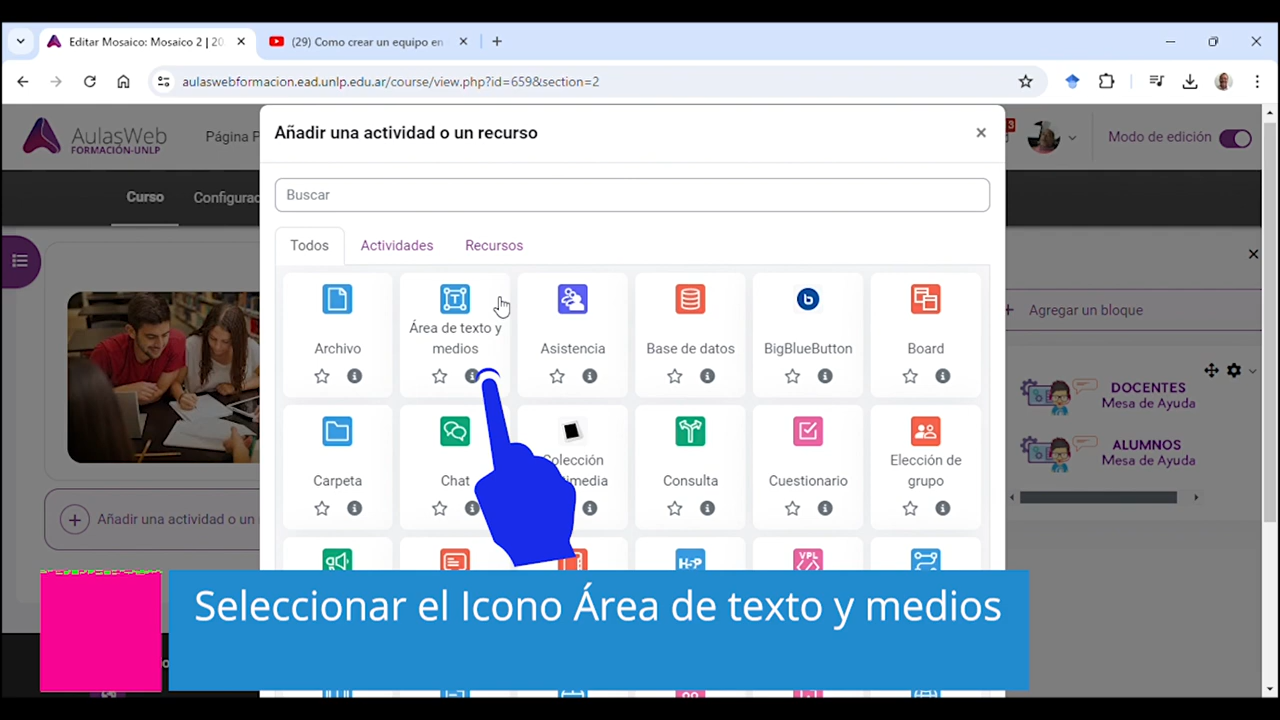 Editar Mosaico: Mosaico 2 | 20
(29) Como crear un equipo en
aulaswebformacion.ead.unlp.edu.ar/course/view.php?id=659&section=2
AulasWeb
FORMACIÓN-UNLP
Página P
Añadir una actividad o un recurso
3
Modo de edición
Curso
Configurac
Buscar
Todos
Actividades
Recursos
Archivo
Área de texto y
medios
Asistencia
Base de datos
BigBlueButton
Board
Agregar un bloque
DOCENTES
Mesa de Ayuda
ALUMNOS
Mesa de Ayuda
Carpeta
Chat
Consulta
Cuestionario
Elección de
grupo
Añadir una actividad o un
H-P
VPL
Seleccionar el Icono Área de texto y medios